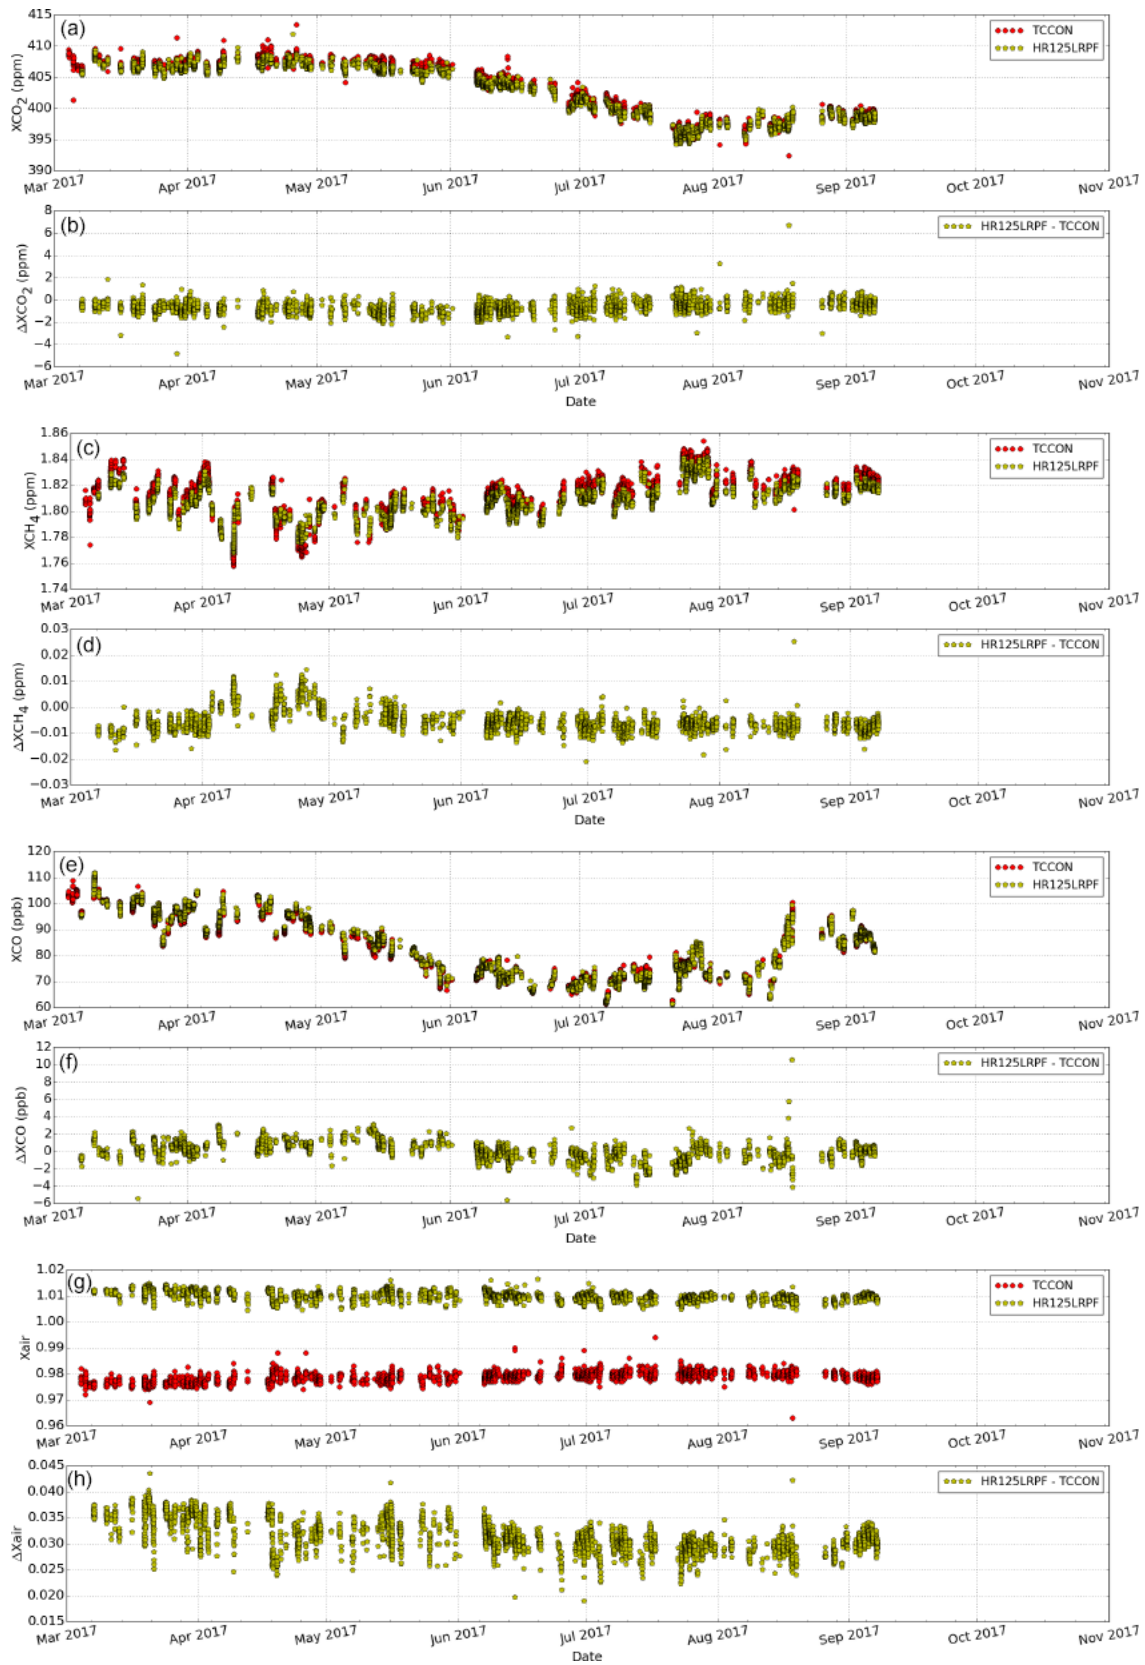 (a)
TCCON
HR125LRPF
XCO2 (ppm)
415
410
405
400
395
390
Mar 2017 Apr 2017 May 2017 Jun 2017 Jul 2017 Aug 2017 Sep 2017 Oct 2017 Nov 2017
(b)
HR125LRPF - TCCON
ΔXCO2 (ppm)
8
6
4
2
0
−2
−4
−6
Mar 2017 Apr 2017 May 2017 Jun 2017 Jul 2017 Aug 2017 Sep 2017 Oct 2017 Nov 2017
Date
(c)
TCCON
HR125LRPF
XCH4 (ppm)
1.86
1.84
1.82
1.80
1.78
1.76
1.74
Mar 2017 Apr 2017 May 2017 Jun 2017 Jul 2017 Aug 2017 Sep 2017 Oct 2017 Nov 2017
(d)
HR125LRPF - TCCON
ΔXCH4 (ppm)
0.03
0.02
0.01
0.00
−0.01
−0.02
−0.03
Mar 2017 Apr 2017 May 2017 Jun 2017 Jul 2017 Aug 2017 Sep 2017 Oct 2017 Nov 2017
Date
(e)
TCCON
HR125LRPF
XCO (ppb)
120
110
100
90
80
70
60
Mar 2017 Apr 2017 May 2017 Jun 2017 Jul 2017 Aug 2017 Sep 2017 Oct 2017 Nov 2017
(f)
HR125LRPF - TCCON
ΔXCO (ppb)
12
10
8
6
4
2
0
−2
−4
−6
Mar 2017 Apr 2017 May 2017 Jun 2017 Jul 2017 Aug 2017 Sep 2017 Oct 2017 Nov 2017
Date
(g)
TCCON
HR125LRPF
Xair
1.02
1.01
1.00
0.99
0.98
0.97
0.96
Mar 2017 Apr 2017 May 2017 Jun 2017 Jul 2017 Aug 2017 Sep 2017 Oct 2017 Nov 2017
(h)
HR125LRPF - TCCON
ΔXair
0.045
0.040
0.035
0.030
0.025
0.020
0.015
Mar 2017 Apr 2017 May 2017 Jun 2017 Jul 2017 Aug 2017 Sep 2017 Oct 2017 Nov 2017
Date